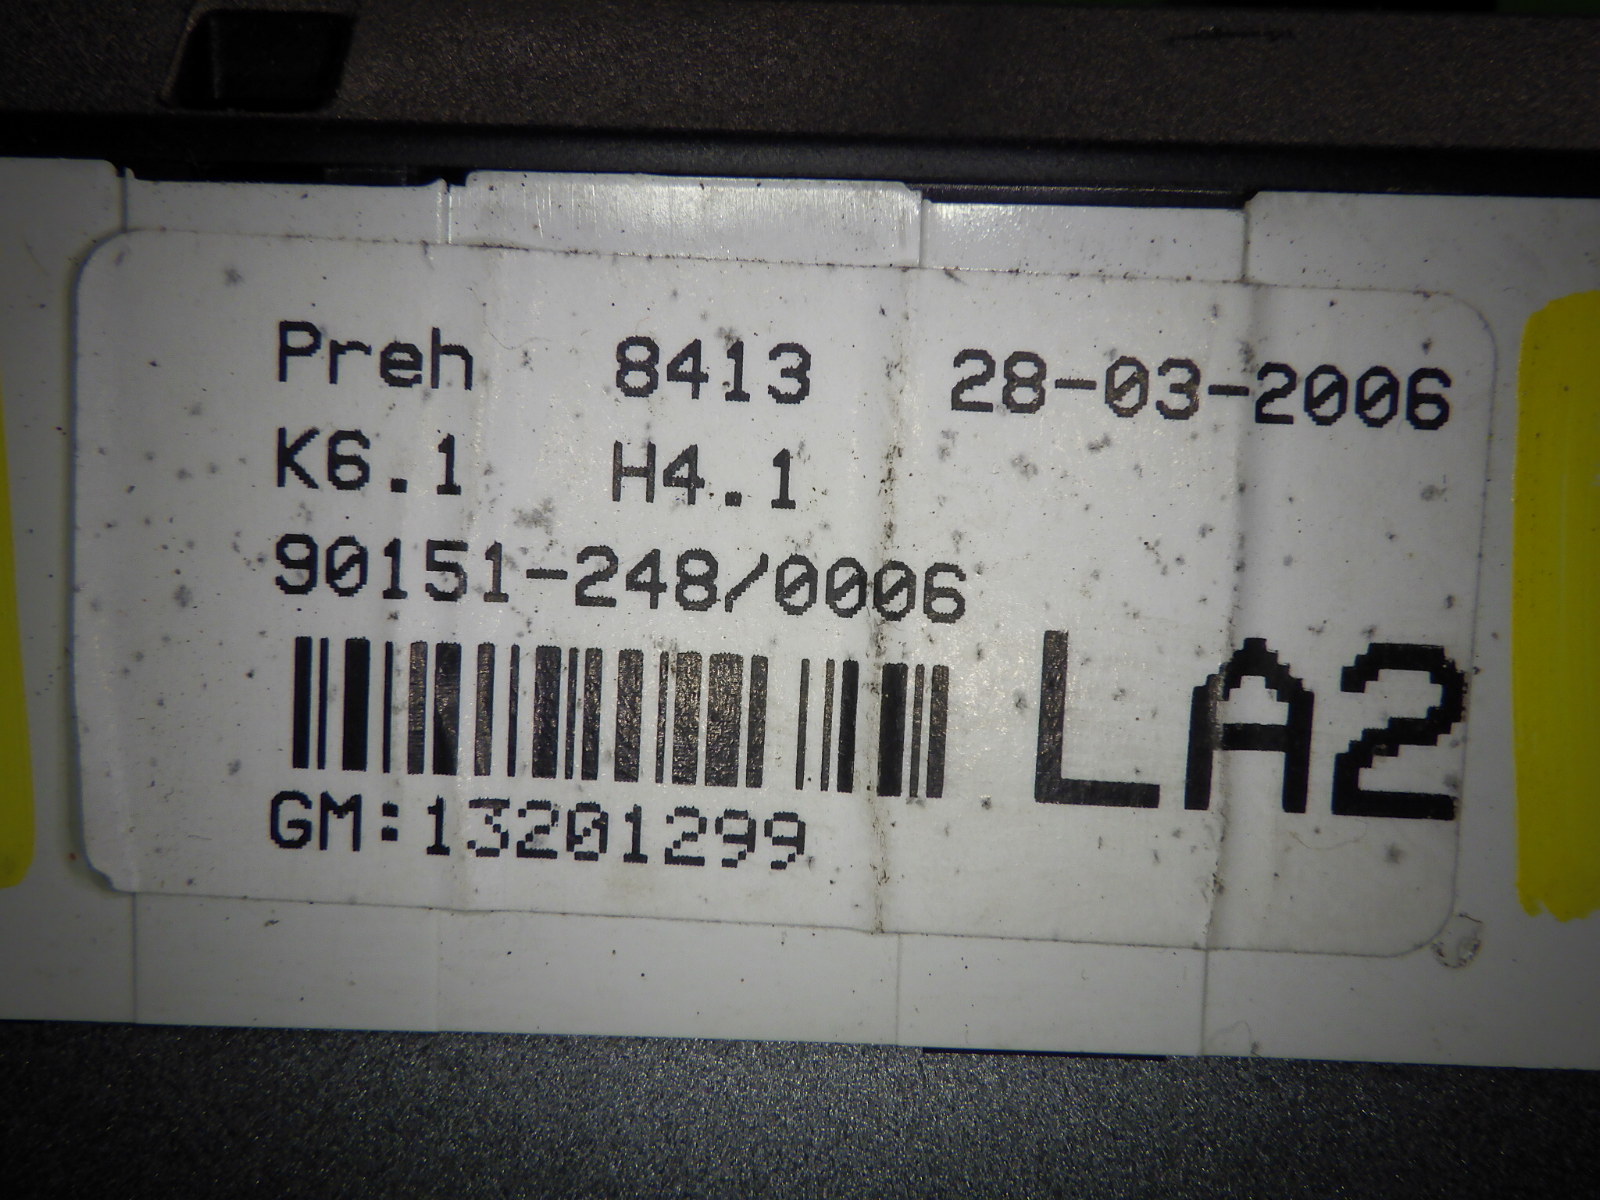 Preh 8413 28-03-2006
K6.1 H4.1
90151-248/0006
LA2
GM:13201299